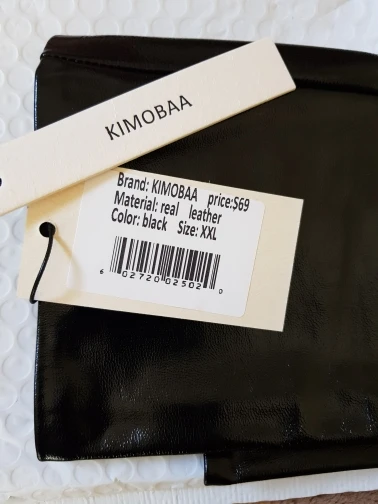 KIMOBAA
Brand: KIMOBAA price:$69
Material: real leather
Color: black Size: XXL
6 02720 02502 0